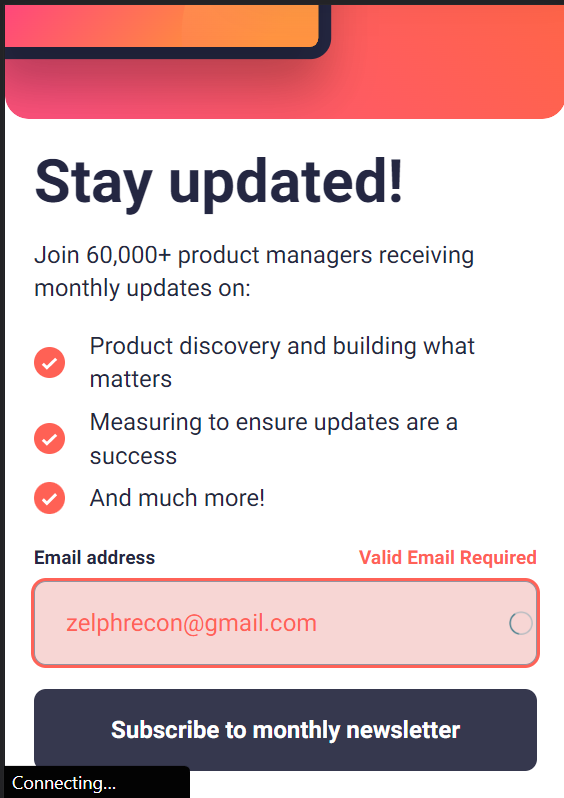 Stay updated!
Join 60,000+ product managers receiving
monthly updates on:
Product discovery and building what
matters
Measuring to ensure updates are a
success
And much more!
Email address Valid Email Required
zelphrecon@gmail.com
Subscribe to monthly newsletter
Connecting...